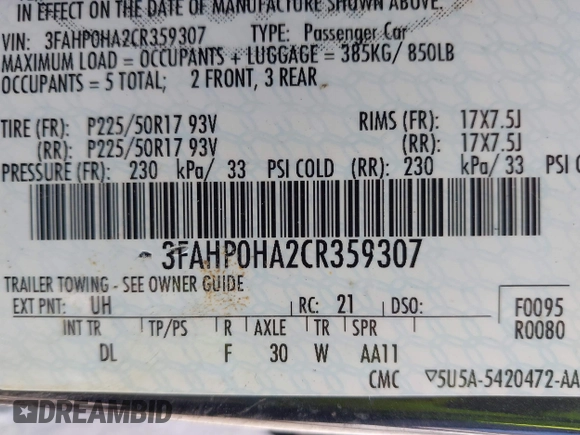 IN EFFECT ON THE DATE OF MANUFACTURE SHOWN ABOVE.
VIN: 3FAHP0HA2CR359307 TYPE: Passenger Car
MAXIMUM LOAD = OCCUPANTS + LUGGAGE = 385KG/ 850LB
OCCUPANTS = 5 TOTAL; 2 FRONT, 3 REAR
TIRE (FR): P225/50R17 93V RIMS (FR): 17X7.5J
(RR): P225/50R17 93V (RR): 17X7.5J
PRESSURE (FR): 230 kPa/ 33 PSI COLD (RR): 230 kPa/ 33 PSI
3FAHP0HA2CR359307
TRAILER TOWING - SEE OWNER GUIDE
EXT PNT: UH RC: 21 DSO: F0095
INT TR TP/PS R AXLE TR SPR R0080
DL F 30 W AA11
CMC ▽5U5A-5420472-AA
DREAMBID